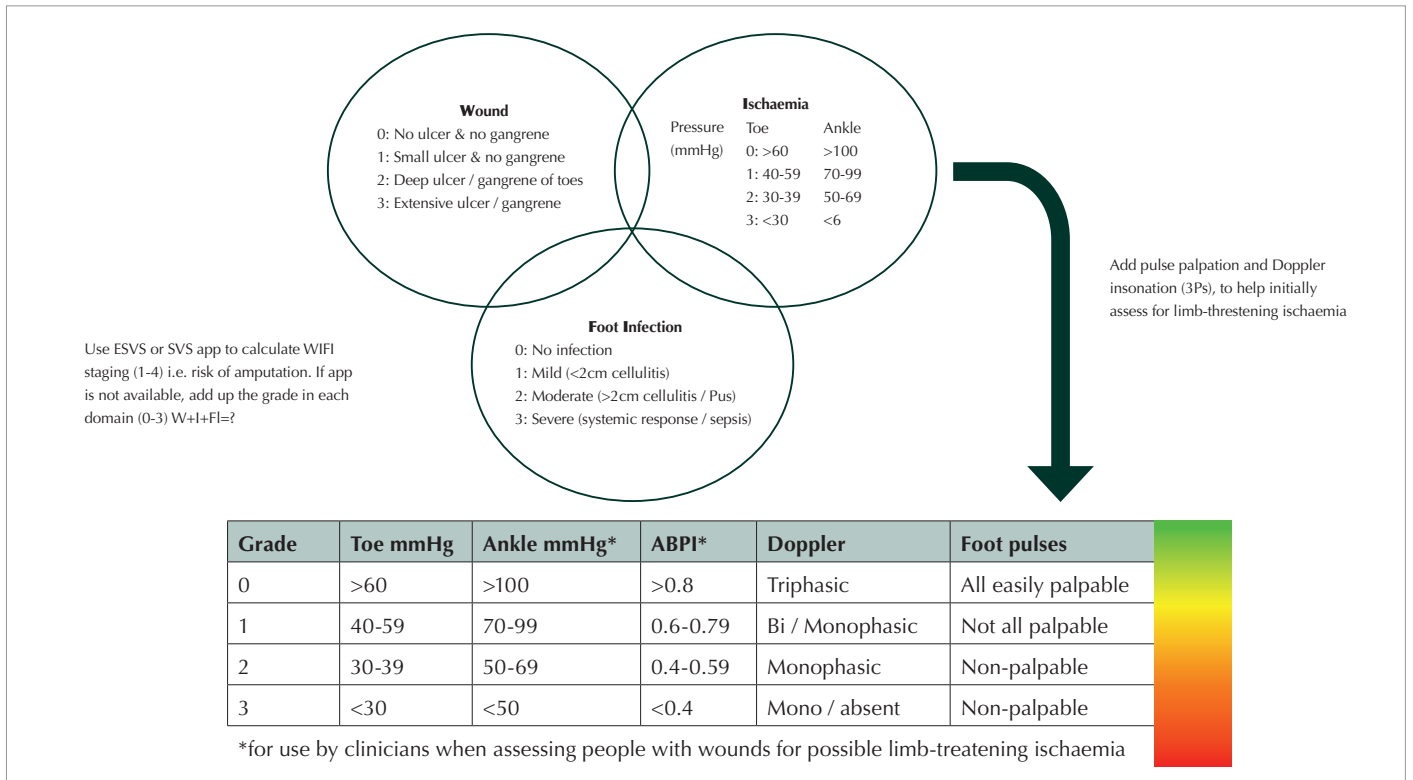 Wound
0: No ulcer & no gangrene
1: Small ulcer & no gangrene
2: Deep ulcer / gangrene of toes
3: Extensive ulcer / gangrene
Ischaemia
Pressure Toe Ankle
(mmHg) 0: >60 >100
1: 40-59 70-99
2: 30-39 50-69
3: <30 <6
Add pulse palpation and Doppler
insonation (3Ps), to help initially
assess for limb-threstening ischaemia
Foot Infection
0: No infection
1: Mild (<2cm cellulitis)
2: Moderate (>2cm cellulitis / Pus)
3: Severe (systemic response / sepsis)
Use ESVS or SVS app to calculate WIFI
staging (1-4) i.e. risk of amputation. If app
is not available, add up the grade in each
domain (0-3) W+I+FI=?
Grade Toe mmHg Ankle mmHg* ABPI* Doppler Foot pulses
0 >60 >100 >0.8 Triphasic All easily palpable
1 40-59 70-99 0.6-0.79 Bi / Monophasic Not all palpable
2 30-39 50-69 0.4-0.59 Monophasic Non-palpable
3 <30 <50 <0.4 Mono / absent Non-palpable
*for use by clinicians when assessing people with wounds for possible limb-treatening ischaemia